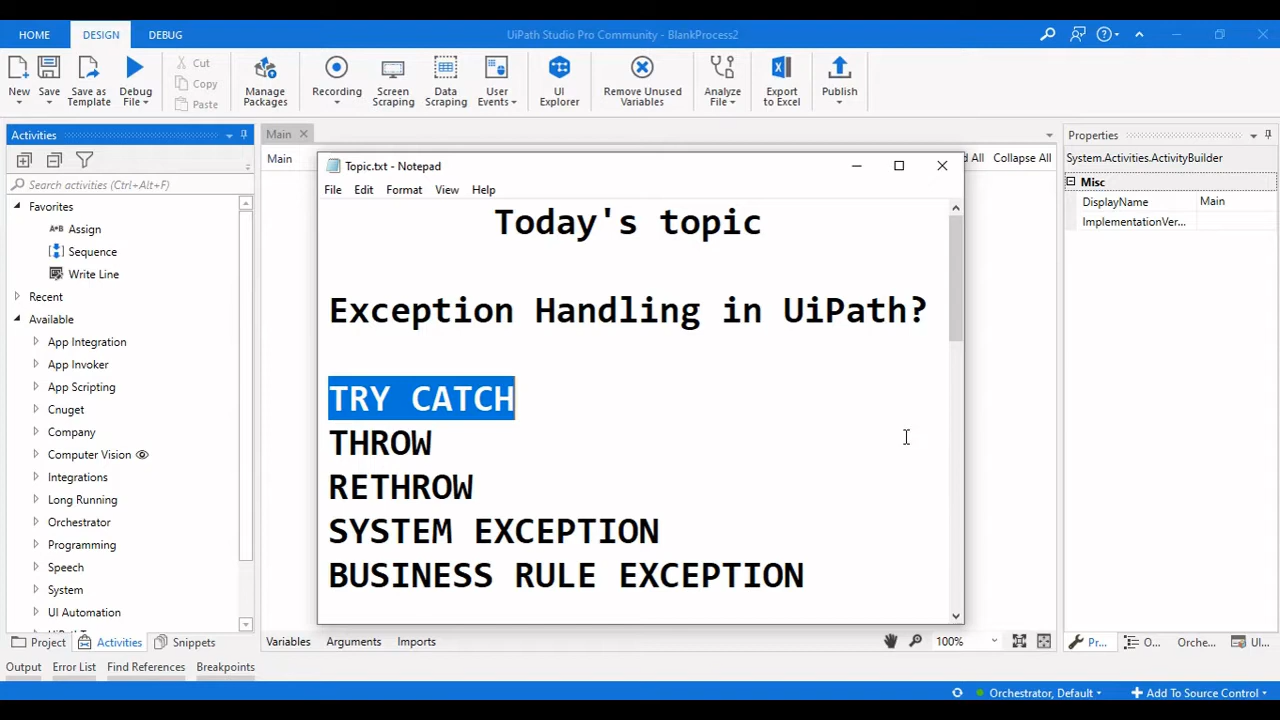 HOME
DESIGN
DEBUG
UiPath Studio Pro Community - BlankProcess2
New
Save
Save as Template
Debug File
Cut
Copy
Paste
Manage Packages
Recording
Screen Scraping
Data Scraping
User Events
UI Explorer
Remove Unused Variables
Analyze File
Export to Excel
Publish
Activities
Main
Properties
Search activities (Ctrl+Alt+F)
Favorites
Assign
Sequence
Write Line
Recent
Available
App Integration
App Invoker
App Scripting
Cnuget
Company
Computer Vision
Integrations
Long Running
Orchestrator
Programming
Speech
System
UI Automation
Main
All
Collapse All
Topic.txt - Notepad
File Edit Format View Help
Today's topic
Exception Handling in UiPath?
TRY CATCH
THROW
RETHROW
SYSTEM EXCEPTION
BUSINESS RULE EXCEPTION
System.Activities.ActivityBuilder
Misc
DisplayName Main
ImplementationVer...
Project
Activities
Snippets
Variables
Arguments
Imports
100%
Pr...
O...
Orche...
UI...
Output
Error List
Find References
Breakpoints
Orchestrator, Default
Add To Source Control